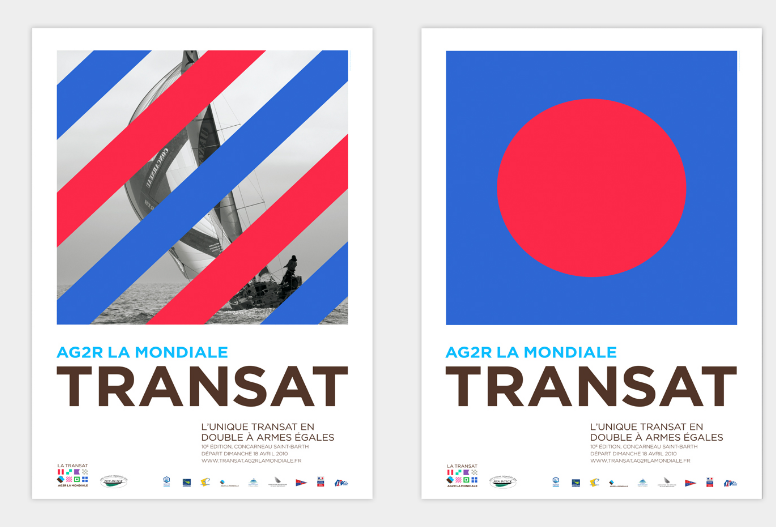 AG2R LA MONDIALE
TRANSAT
L'UNIQUE TRANSAT EN
DOUBLE À ARMES ÉGALES
10e ÉDITION, CONCARNEAU SAINT-BARTH
DÉPART DIMANCHE 18 AVRIL 2010
WWW.TRANSAT.AG2RLAMONDIALE.FR
LA TRANSAT
AG2R LA MONDIALE
AG2R LA MONDIALE
TRANSAT
L'UNIQUE TRANSAT EN
DOUBLE À ARMES ÉGALES
10e ÉDITION, CONCARNEAU SAINT-BARTH
DÉPART DIMANCHE 18 AVRIL 2010
WWW.TRANSAT.AG2RLAMONDIALE.FR
LA TRANSAT
AG2R LA MONDIALE